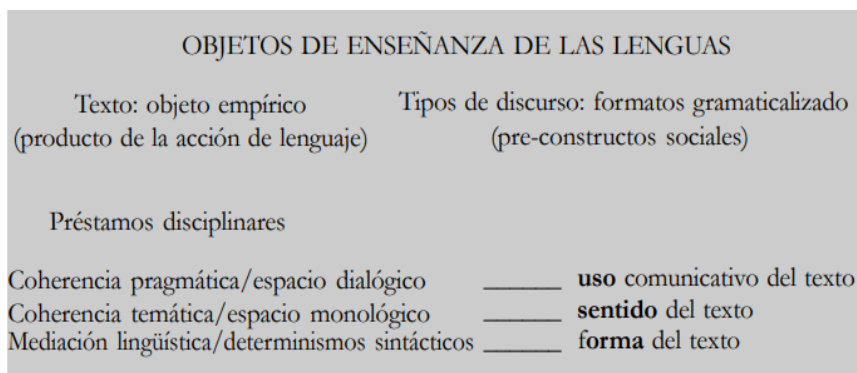 OBJETOS DE ENSEÑANZA DE LAS LENGUAS
Texto: objeto empírico
(producto de la acción de lenguaje)
Tipos de discurso: formatos gramaticalizado
(pre-constructos sociales)
Préstamos disciplinares
Coherencia pragmática/espacio dialógico ______ uso comunicativo del texto
Coherencia temática/espacio monológico ______ sentido del texto
Mediación lingüística/determinismos sintácticos ______ forma del texto